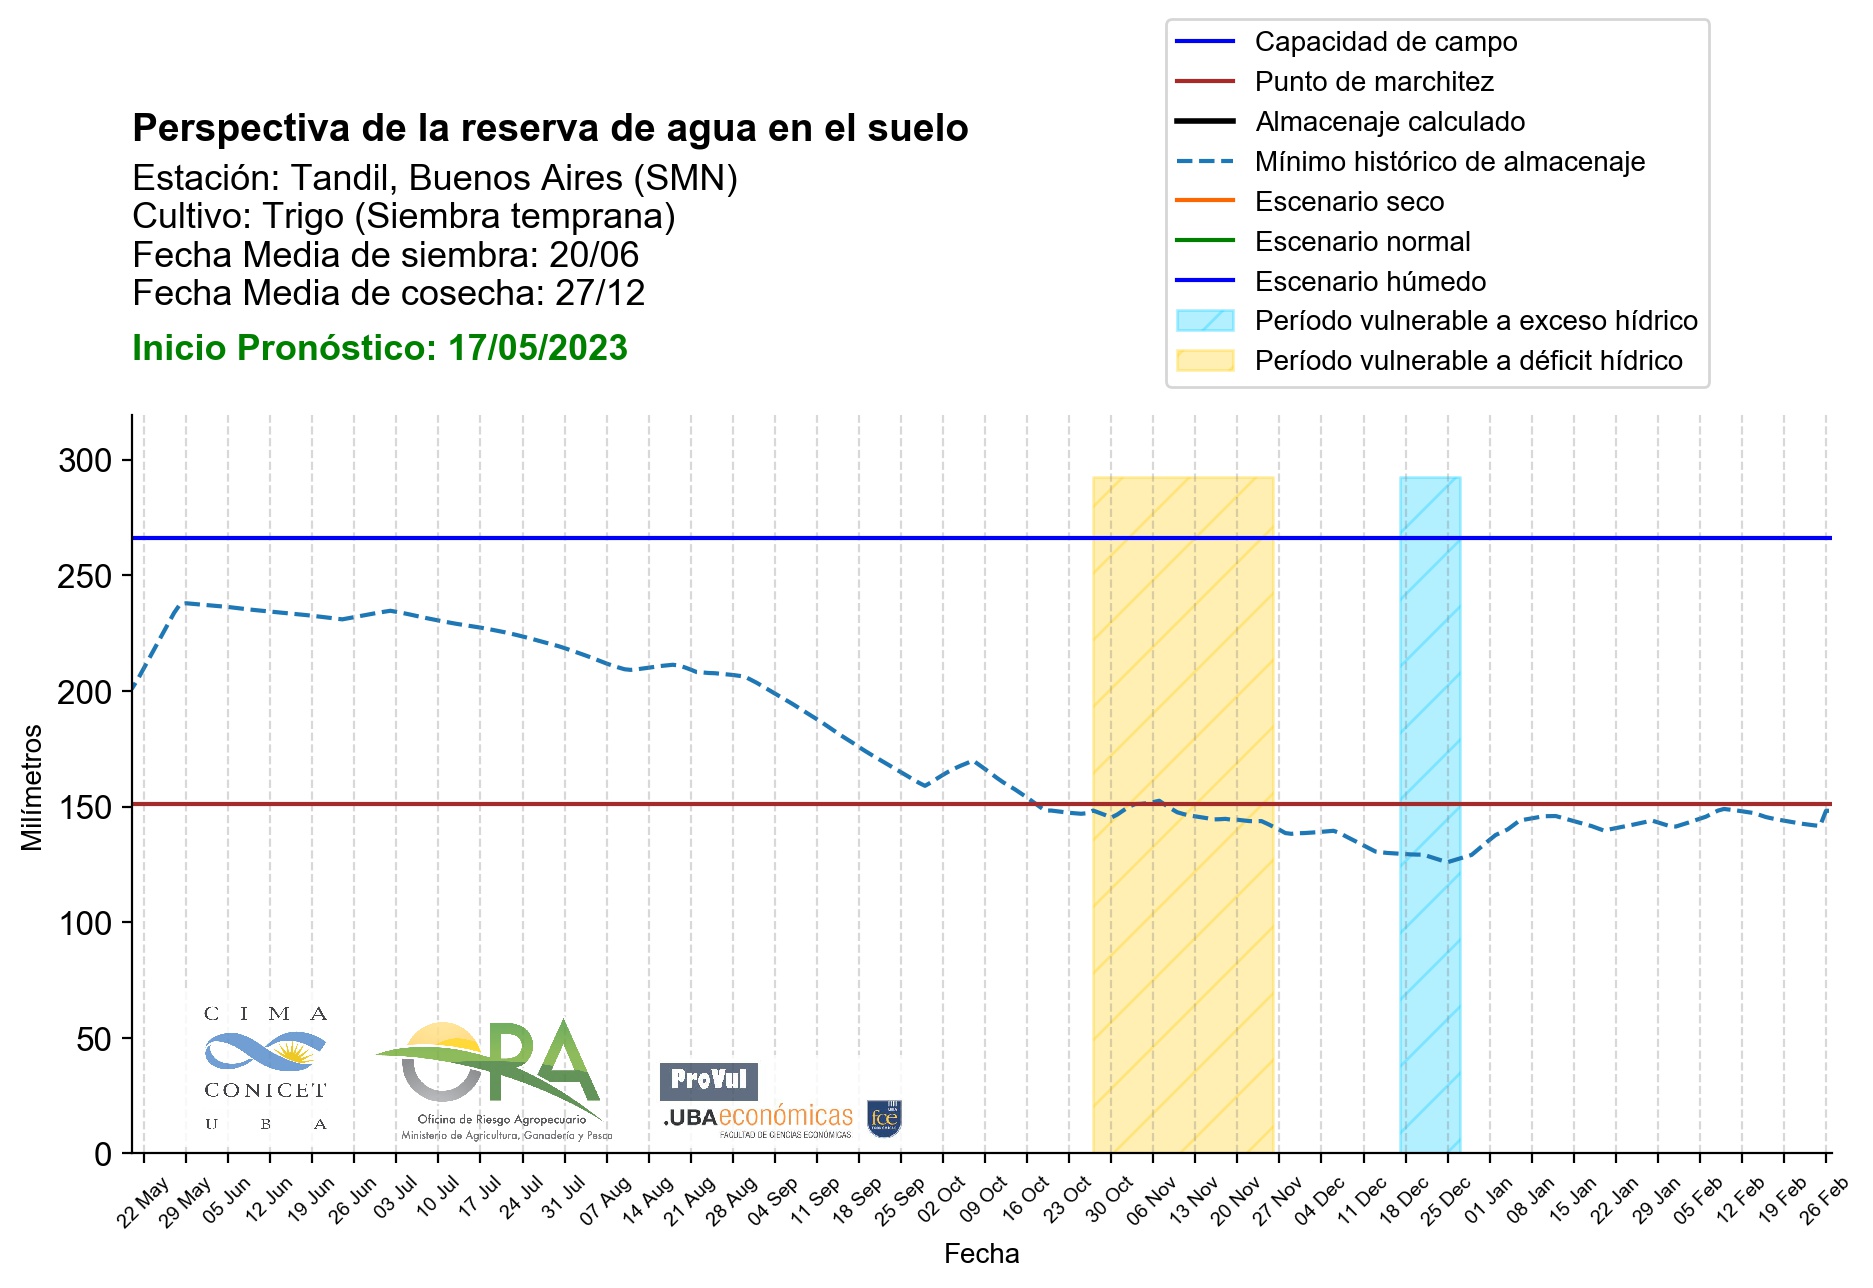 Capacidad de campo
Punto de marchitez
Almacenaje calculado
Mínimo histórico de almacenaje
Escenario seco
Escenario normal
Escenario húmedo
Período vulnerable a exceso hídrico
Período vulnerable a déficit hídrico
Perspectiva de la reserva de agua en el suelo
Estación: Tandil, Buenos Aires (SMN)
Cultivo: Trigo (Siembra temprana)
Fecha Media de siembra: 20/06
Fecha Media de cosecha: 27/12
Inicio Pronóstico: 17/05/2023
300
250
200
150
100
50
0
Milímetros
CIMA
CONICET
UBA
ORA
Oficina de Riesgo Agropecuario
Ministerio de Agricultura, Ganadería y Pesca
ProVul
.UBAeconómicas
FACULTAD DE CIENCIAS ECONÓMICAS
fce
22 May
29 May
05 Jun
12 Jun
19 Jun
26 Jun
03 Jul
10 Jul
17 Jul
24 Jul
31 Jul
07 Aug
14 Aug
21 Aug
28 Aug
04 Sep
11 Sep
18 Sep
25 Sep
02 Oct
09 Oct
16 Oct
23 Oct
30 Oct
06 Nov
13 Nov
20 Nov
27 Nov
04 Dec
11 Dec
18 Dec
25 Dec
01 Jan
08 Jan
15 Jan
22 Jan
29 Jan
05 Feb
12 Feb
19 Feb
26 Feb
Fecha